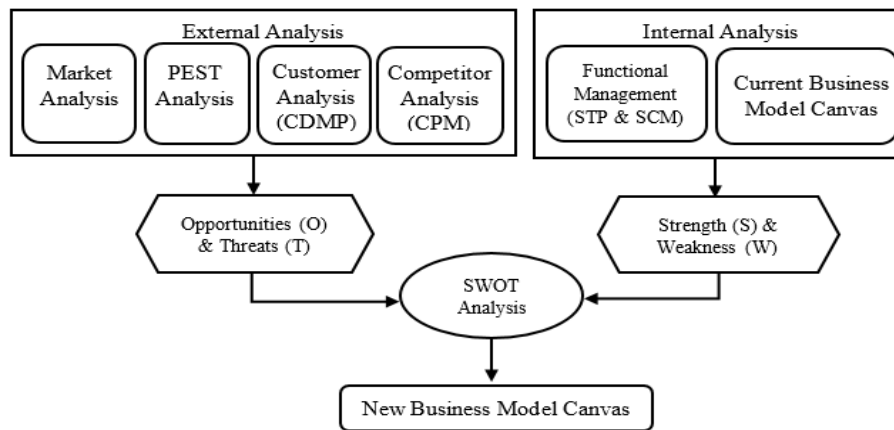 External Analysis
Market
Analysis
PEST
Analysis
Customer
Analysis
(CDMP)
Competitor
Analysis
(CPM)
Internal Analysis
Functional
Management
(STP & SCM)
Current Business
Model Canvas
Opportunities (O)
& Threats (T)
Strength (S) &
Weakness (W)
SWOT
Analysis
New Business Model Canvas